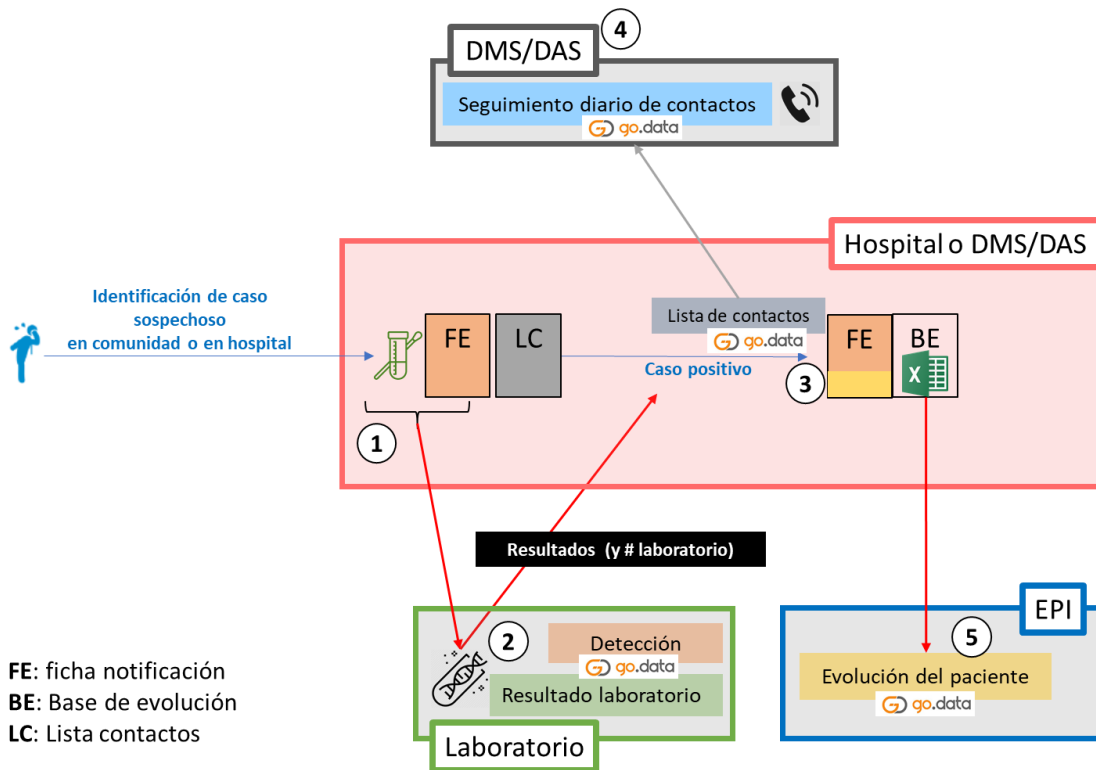 DMS/DAS
4
Seguimiento diario de contactos
go.data
Hospital o DMS/DAS
Identificación de caso
sospechoso
en comunidad o en hospital
FE
LC
Lista de contactos
go.data
Caso positivo
3
FE
BE
X
1
Resultados (y # laboratorio)
2
Detección
go.data
Resultado laboratorio
Laboratorio
EPI
5
Evolución del paciente
go.data
FE: ficha notificación
BE: Base de evolución
LC: Lista contactos